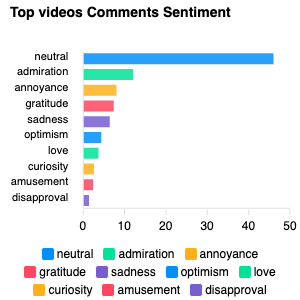 Top videos Comments Sentiment
neutral
admiration
annoyance
gratitude
sadness
optimism
love
curiosity
amusement
disapproval
0 10 20 30 40 50
neutral admiration annoyance
gratitude sadness optimism love
curiosity amusement disapproval